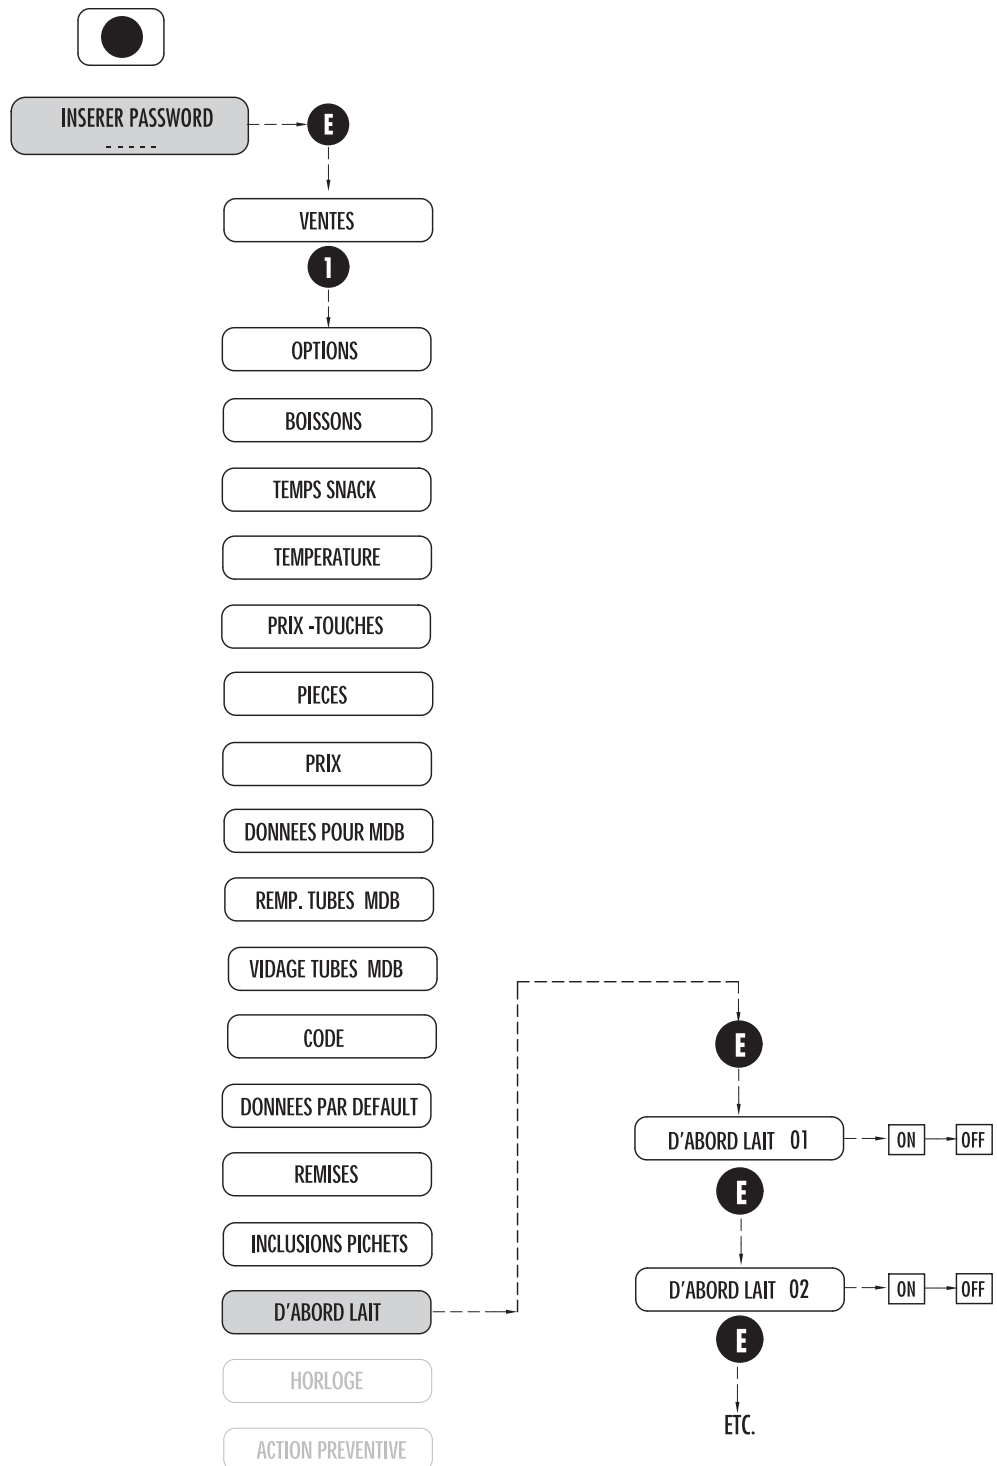 INSERER PASSWORD
- - - - -
E
VENTES
1
OPTIONS
BOISSONS
TEMPS SNACK
TEMPERATURE
PRIX -TOUCHES
PIECES
PRIX
DONNEES POUR MDB
REMP. TUBES MDB
VIDAGE TUBES MDB
CODE
DONNEES PAR DEFAULT
REMISES
INCLUSIONS PICHETS
D'ABORD LAIT
HORLOGE
ACTION PREVENTIVE
E
D'ABORD LAIT 01 ON OFF
E
D'ABORD LAIT 02 ON OFF
E
ETC.